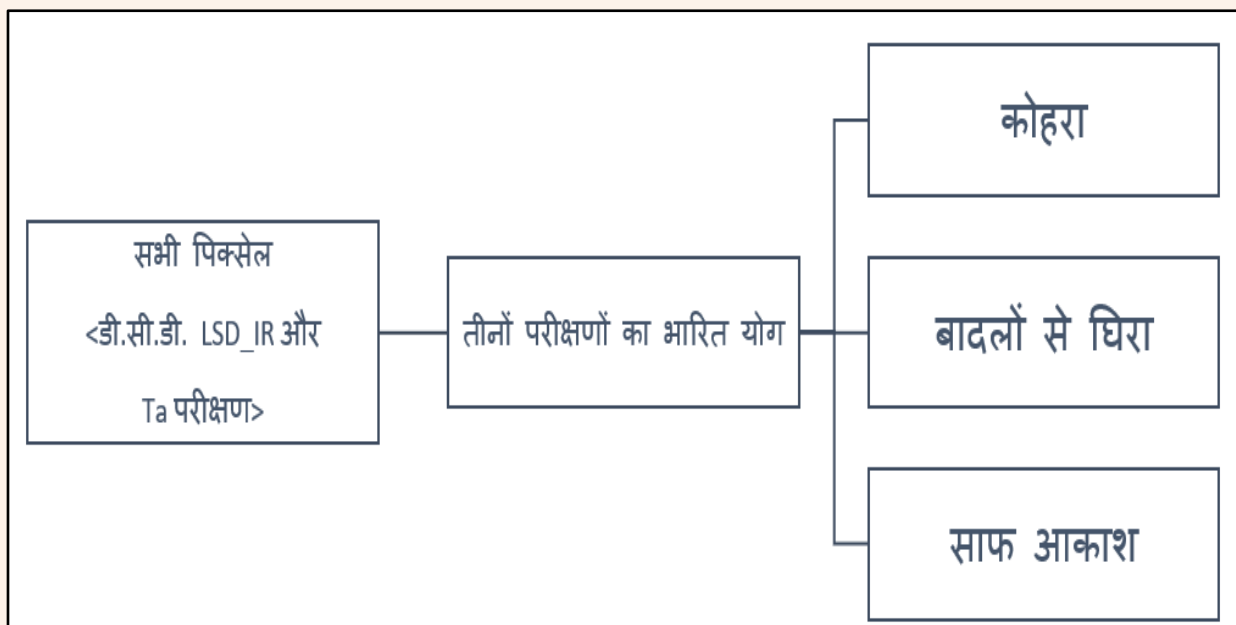 सभी पिक्सेल
<डी.सी.डी. LSD_IR और
Ta परीक्षण>
तीनों परीक्षणों का भारित योग
कोहरा
बादलों से घिरा
साफ आकाश